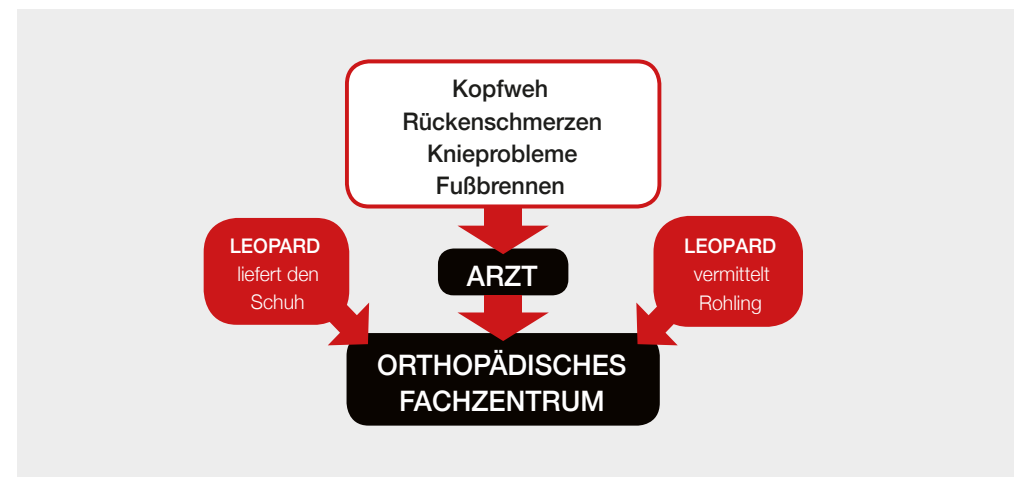 Kopfweh
Rückenschmerzen
Knieprobleme
Fußbrennen
LEOPARD
liefert den
Schuh
ARZT
LEOPARD
vermittelt
Rohling
ORTHOPÄDISCHES
FACHZENTRUM